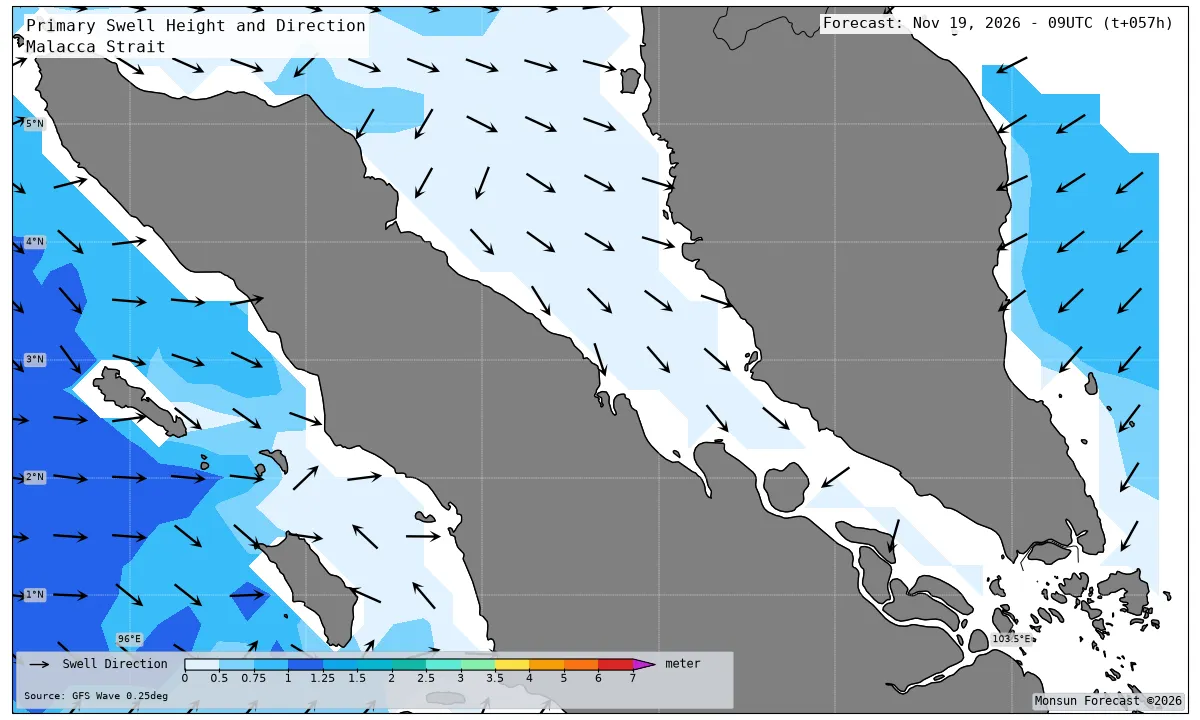 Primary Swell Height and Direction
Malacca Strait
Forecast: Nov 19, 2026 - 09UTC (t+057h)
5°N
4°N
3°N
2°N
1°N
96°E
103.5°E
Swell Direction
0 0.5 0.75 1 1.25 1.5 2 2.5 3 3.5 4 5 6 7
meter
Source: GFS Wave 0.25deg
Monsun Forecast ©2026